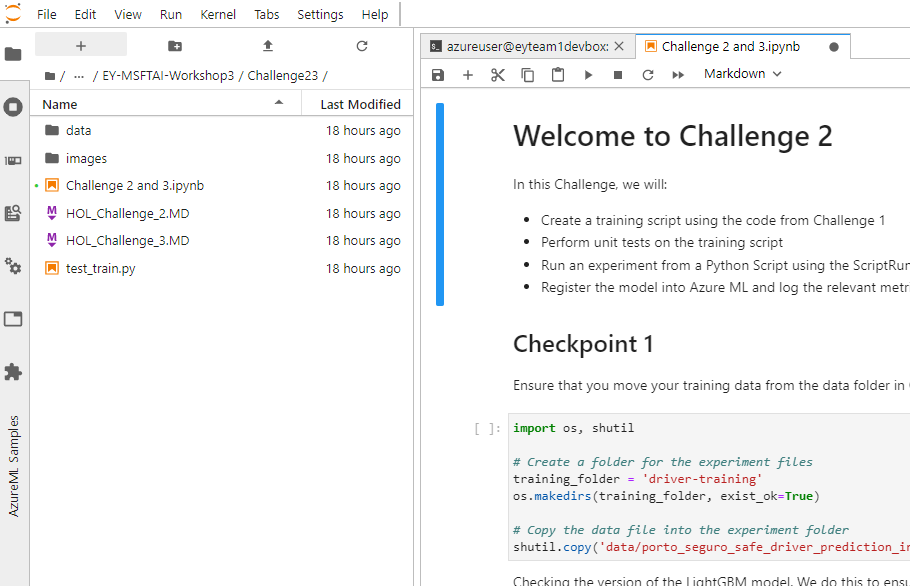 File Edit View Run Kernel Tabs Settings Help
azureuser@eyteam1devbox:
Challenge 2 and 3.ipynb
Markdown
/ ... / EY-MSFTAI-Workshop3 / Challenge23 /
Name Last Modified
data 18 hours ago
images 18 hours ago
Challenge 2 and 3.ipynb 18 hours ago
HOL_Challenge_2.MD 18 hours ago
HOL_Challenge_3.MD 18 hours ago
test_train.py 18 hours ago
AzureML Samples
Welcome to Challenge 2
In this Challenge, we will:
• Create a training script using the code from Challenge 1
• Perform unit tests on the training script
• Run an experiment from a Python Script using the ScriptRun
• Register the model into Azure ML and log the relevant metr
Checkpoint 1
Ensure that you move your training data from the data folder in
[ ]: import os, shutil
# Create a folder for the experiment files
training_folder = 'driver-training'
os.makedirs(training_folder, exist_ok=True)
# Copy the data file into the experiment folder
shutil.copy('data/porto_seguro_safe_driver_prediction_in
Checking the version of the LightGBM model. We do this to ensu